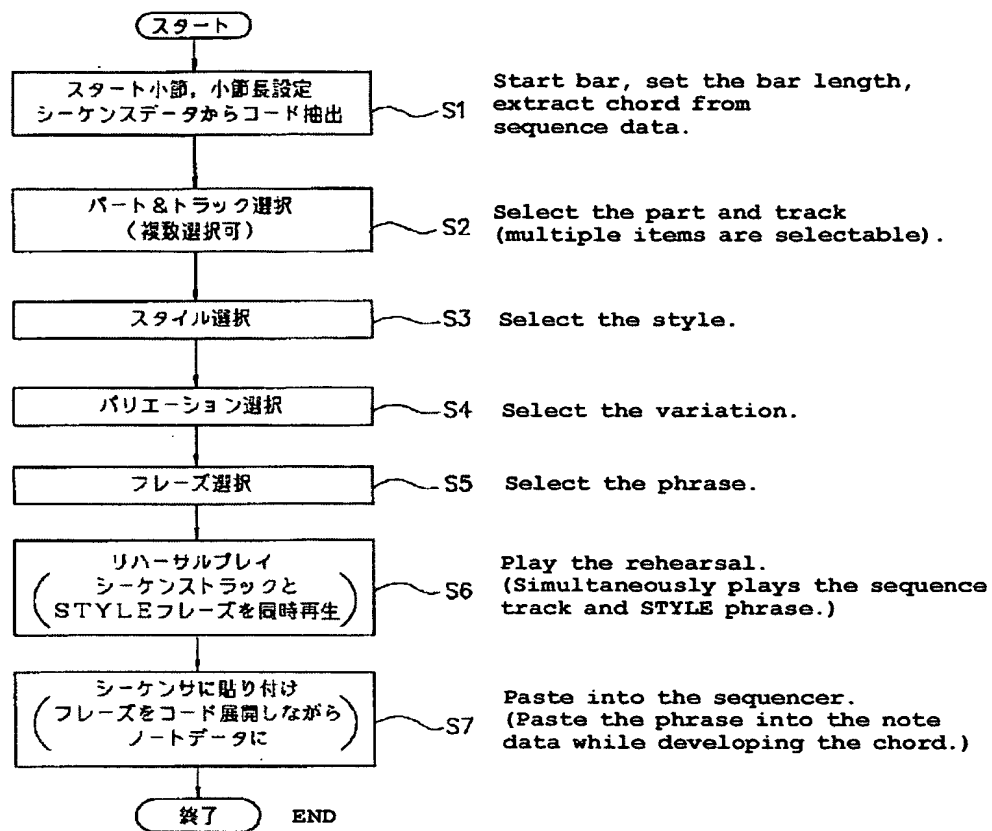 スタート
スタート小節，小節長設定
シーケンスデータからコード抽出
S1
Start bar, set the bar length,
extract chord from
sequence data.
パート＆トラック選択
（複数選択可）
S2
Select the part and track
(multiple items are selectable).
スタイル選択
S3
Select the style.
バリエーション選択
S4
Select the variation.
フレーズ選択
S5
Select the phrase.
リハーサルプレイ
（シーケンストラックと
STYLEフレーズを同時再生）
S6
Play the rehearsal.
(Simultaneously plays the sequence
track and STYLE phrase.)
シーケンサに貼り付け
（フレーズをコード展開しながら
ノートデータに）
S7
Paste into the sequencer.
(Paste the phrase into the note
data while developing the chord.)
終了
END